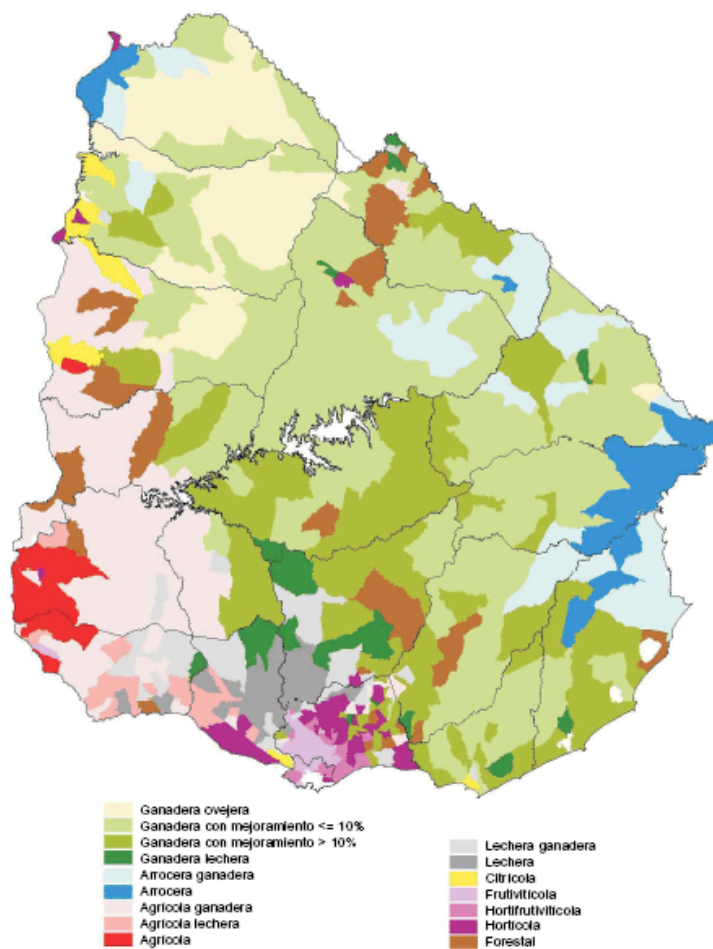 Ganadera ovejera
Ganadera con mejoramiento <= 10%
Ganadera con mejoramiento > 10%
Ganadera lechera
Arrocera ganadera
Arrocera
Agrícola ganadera
Agrícola lechera
Agrícola
Lechera ganadera
Lechera
Citrícola
Frutivitícola
Hortifrutivitícola
Hortícola
Forestal